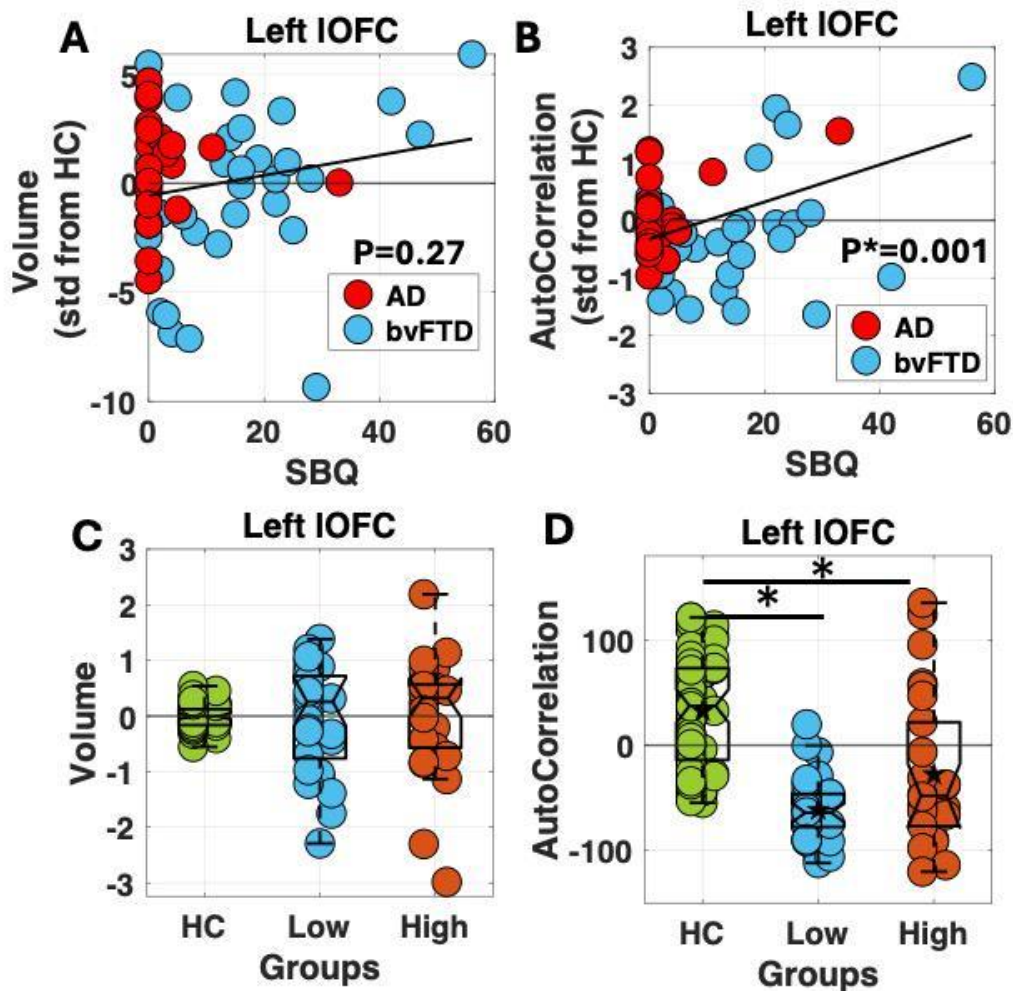 A
Left lOFC
Volume
(std from HC)
5
0
-5
-10
0
20
40
60
SBQ
P=0.27
AD
bvFTD
B
Left lOFC
AutoCorrelation
(std from HC)
3
2
1
0
-1
-2
-3
0
20
40
60
SBQ
P*=0.001
AD
bvFTD
C
Left lOFC
Volume
3
2
1
0
-1
-2
-3
HC
Low
High
Groups
D
Left lOFC
AutoCorrelation
100
0
-100
*
*
HC
Low
High
Groups